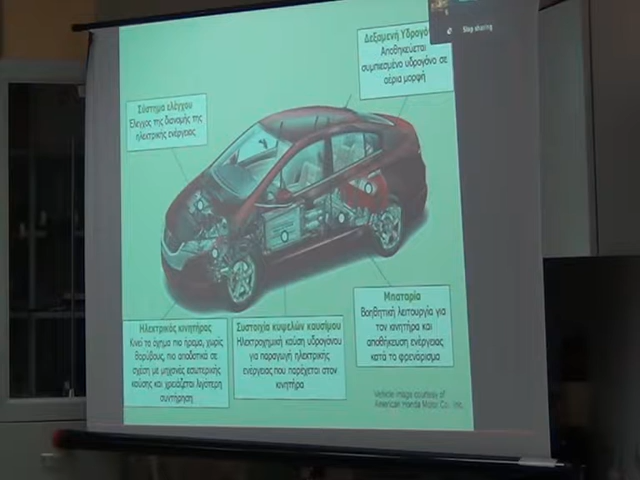 Stop sharing
Δεξαμενή Υδρογό
Αποθηκεύεται
συμπιεσμένο υδρογόνο σε
αέρια μορφή
Σύστημα ελέγχου
Έλεγχος της διανομής της
ηλεκτρικής ενέργειας
Μπαταρία
Βοηθητική λειτουργία για
τον κινητήρα και
αποθήκευση ενέργειας
κατά το φρενάρισμα
Ηλεκτρικός κινητήρας
Κινεί το όχημα πιο ήρεμα, χωρίς
θορύβους, πιο αποδοτικά σε
σχέση με μηχανές εσωτερικής
καύσης και χρειάζεται λιγότερη
συντήρηση
Συστοιχία κυψελών καυσίμου
Ηλεκτροχημική καύση υδρογόνου
για παραγωγή ηλεκτρικής
ενέργειας που παρέχεται στον
κινητήρα
Vehicle image courtesy of
American Honda Motor Co., Inc.